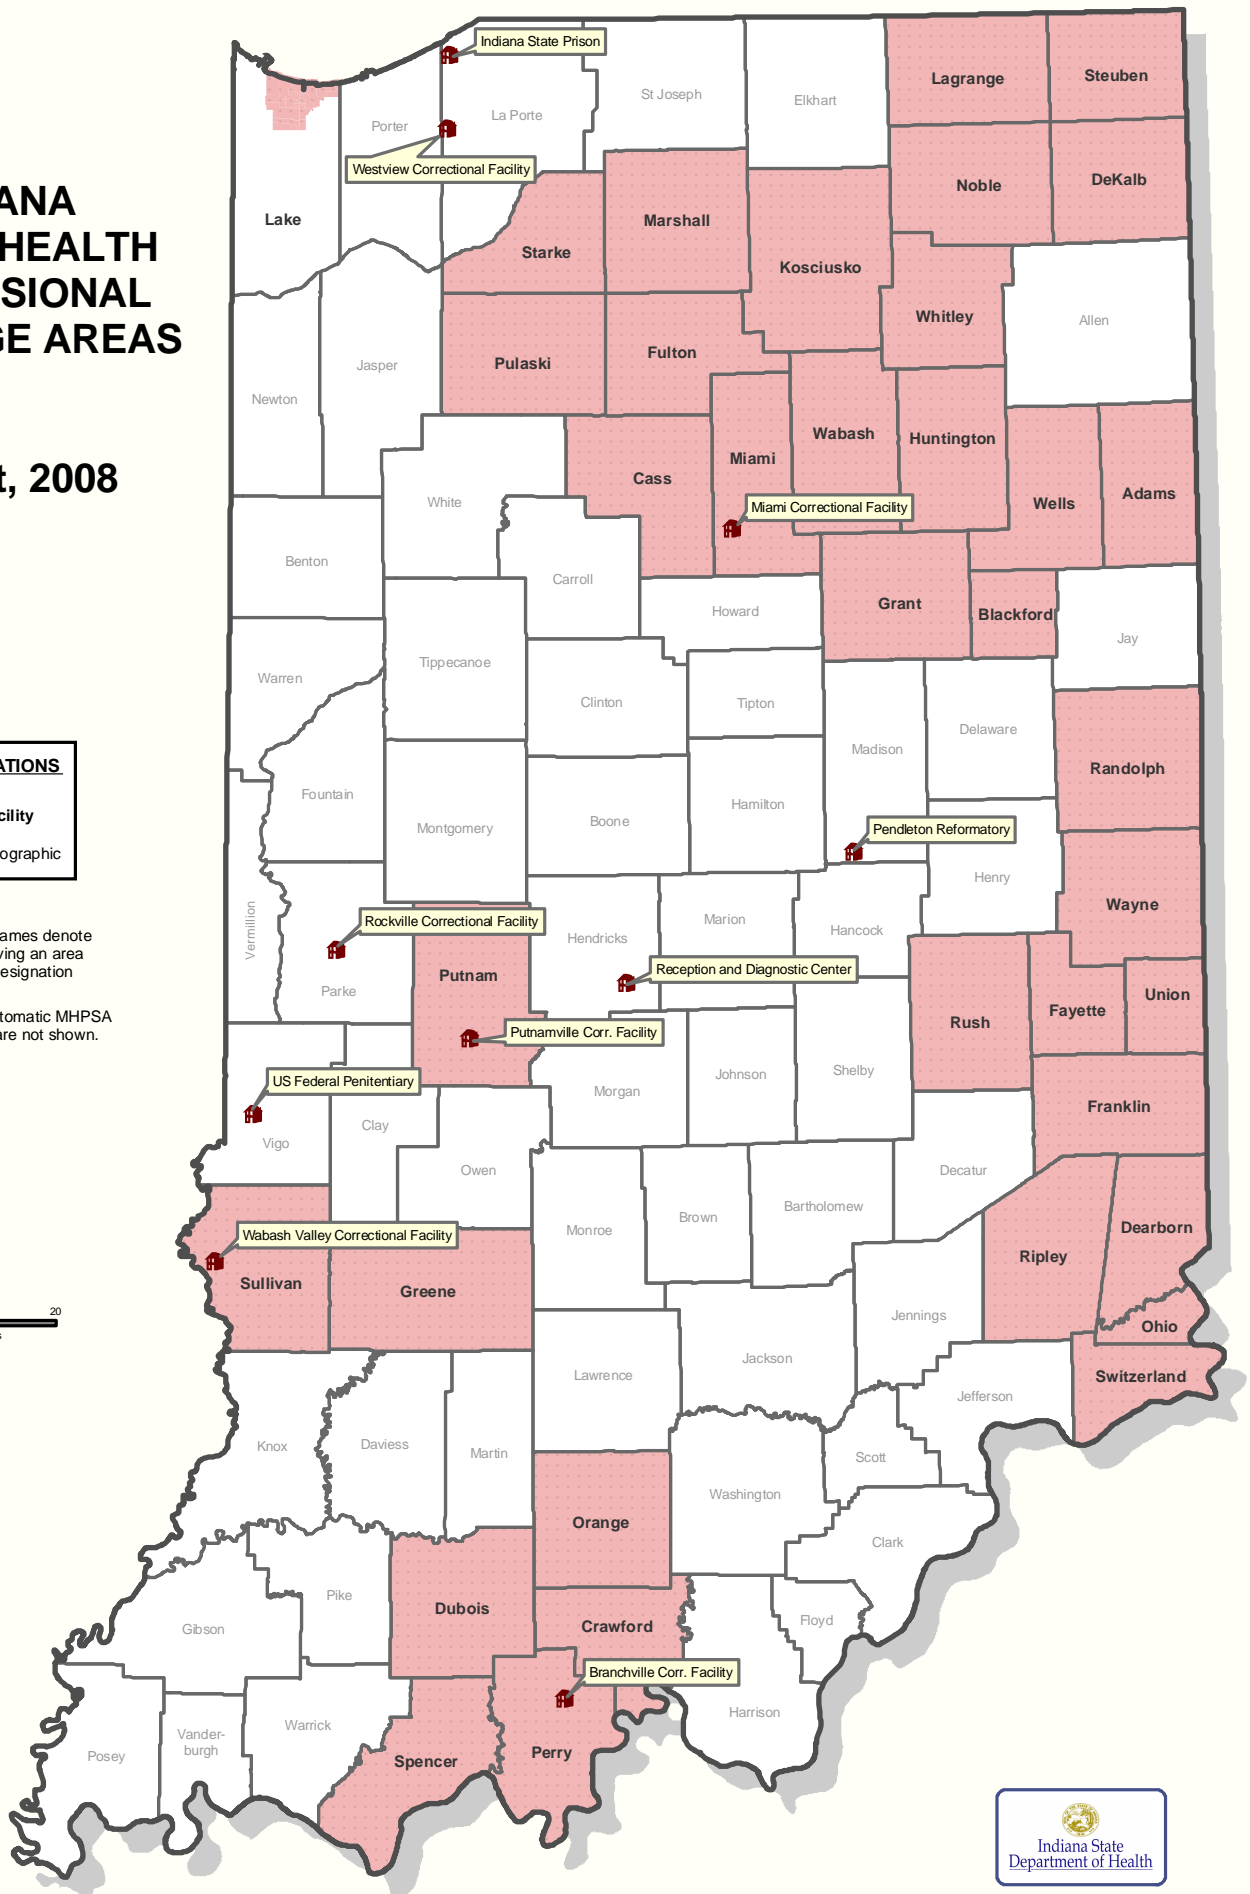 ANA
HEALTH
SIONAL
GE AREAS
t, 2008
ATIONS
cility
ographic
ames denote
ving an area
esignation
tomatic MHPSA
are not shown.
20
s
Indiana State Prison
Lagrange
Steuben
St Joseph
Elkhart
La Porte
Porter
Westview Correctional Facility
Noble
DeKalb
Lake
Marshall
Starke
Kosciusko
Whitley
Allen
Pulaski
Fulton
Jasper
Newton
Wabash
Huntington
Miami
Cass
Wells
Adams
White
Miami Correctional Facility
Benton
Carroll
Howard
Grant
Blackford
Jay
Tippecanoe
Warren
Clinton
Tipton
Delaware
Madison
Randolph
Fountain
Hamilton
Boone
Montgomery
Pendleton Reformatory
Henry
Wayne
Vermillion
Rockville Correctional Facility
Marion
Hancock
Hendricks
Reception and Diagnostic Center
Putnam
Parke
Union
Fayette
Rush
Putnamville Corr. Facility
US Federal Penitentiary
Johnson
Shelby
Morgan
Franklin
Clay
Vigo
Owen
Decatur
Bartholomew
Brown
Monroe
Dearborn
Wabash Valley Correctional Facility
Ripley
Sullivan
Greene
Jennings
Ohio
Jackson
Lawrence
Switzerland
Jefferson
Knox
Daviess
Martin
Scott
Washington
Orange
Clark
Pike
Dubois
Gibson
Crawford
Floyd
Branchville Corr. Facility
Harrison
Warrick
Vander-
burgh
Posey
Spencer
Perry
Indiana State
Department of Health